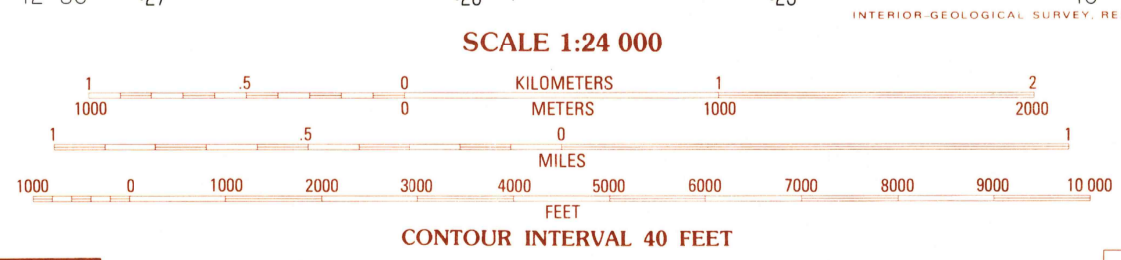 INTERIOR-GEOLOGICAL SURVEY, RE
SCALE 1:24 000
1 .5 0 KILOMETERS 1 2
1000 0 METERS 1000 2000
1 .5 0 1
MILES
1000 0 1000 2000 3000 4000 5000 6000 7000 8000 9000 10 000
FEET
CONTOUR INTERVAL 40 FEET